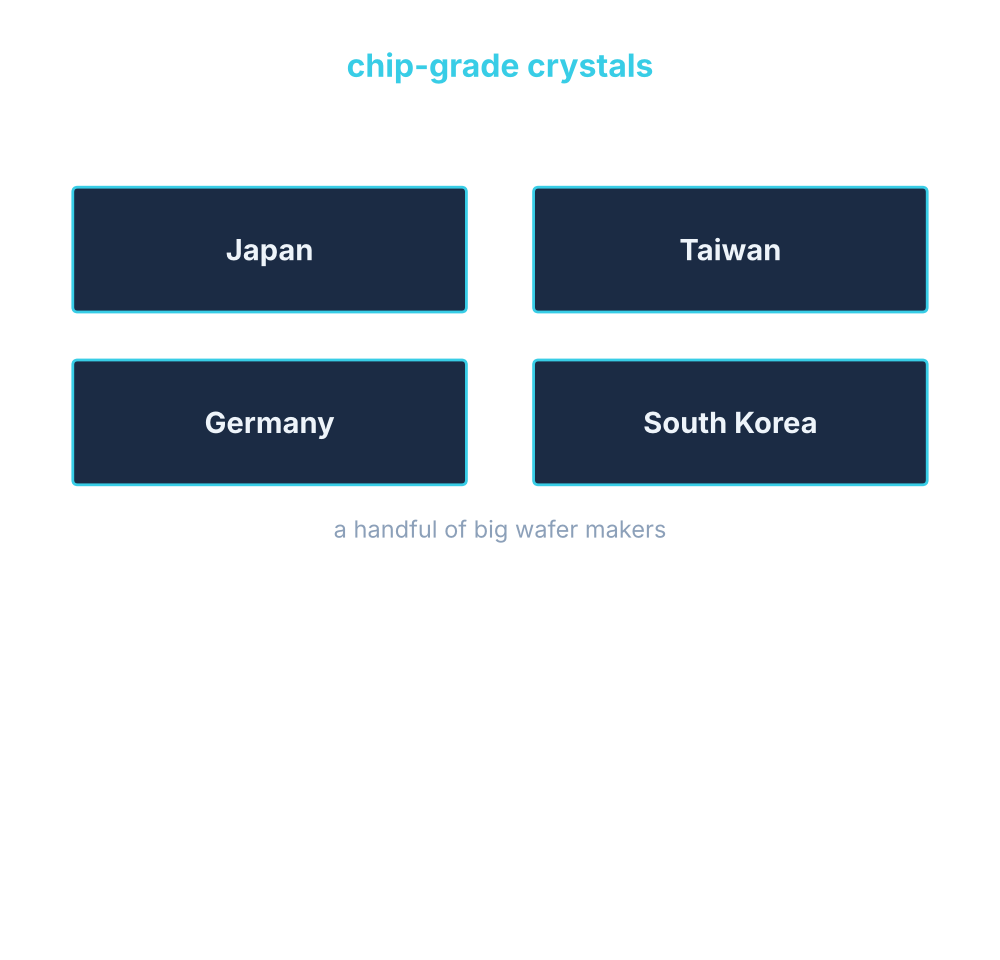 chip-grade crystals
Japan
Taiwan
Germany
South Korea
a handful of big wafer makers